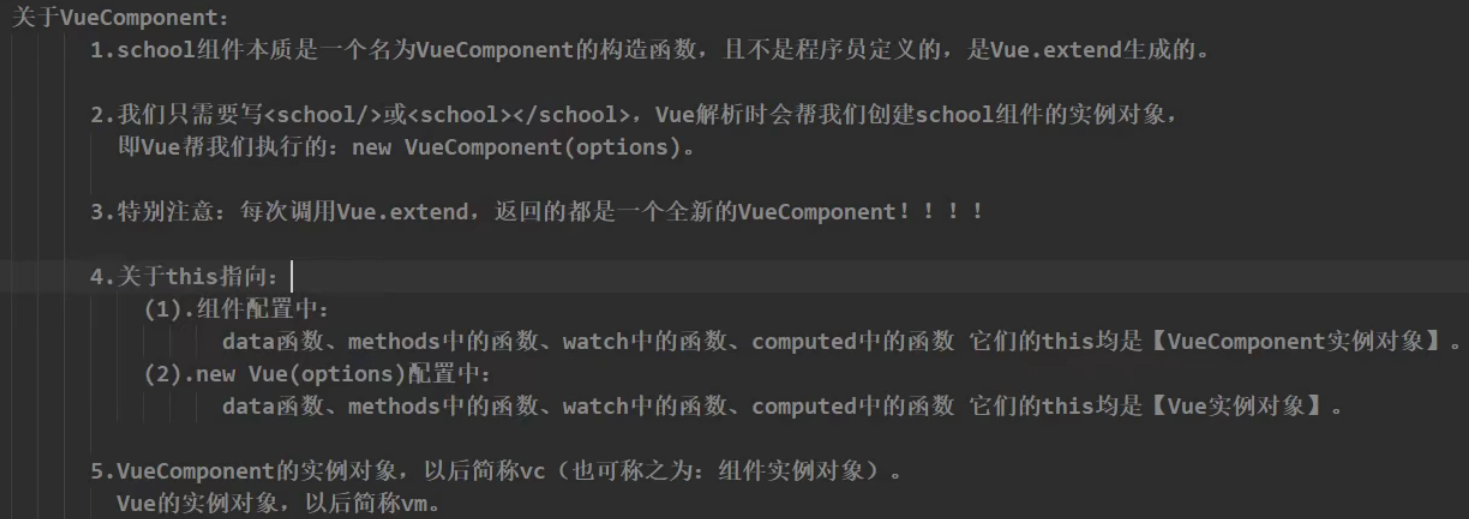 关于VueComponent:
1.school组件本质是一个名为VueComponent的构造函数，且不是程序员定义的，是Vue.extend生成的。
2.我们只需要写<school/>或<school></school>，Vue解析时会帮我们创建school组件的实例对象，
即Vue帮我们执行的：new VueComponent(options)。
3.特别注意：每次调用Vue.extend，返回的都是一个全新的VueComponent！！！！
4.关于this指向：
(1).组件配置中：
data函数、methods中的函数、watch中的函数、computed中的函数 它们的this均是【VueComponent实例对象】。
(2).new Vue(options)配置中：
data函数、methods中的函数、watch中的函数、computed中的函数 它们的this均是【Vue实例对象】。
5.VueComponent的实例对象，以后简称vc（也可称之为：组件实例对象）。
Vue的实例对象，以后简称vm。